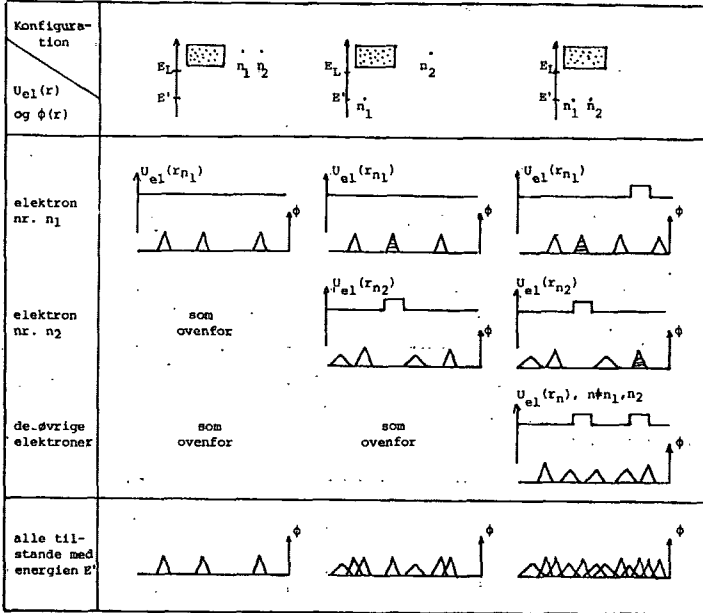 Konfigura-
tion
U_el(r)
og φ(r)
E_L
E'
n_1 n_2
E_L
E'
n_1
n_2
E_L
E'
n_1 n_2
elektron
nr. n_1
U_el(r_n1)
φ
U_el(r_n1)
φ
U_el(r_n1)
φ
elektron
nr. n_2
som
ovenfor
U_el(r_n2)
φ
U_el(r_n2)
φ
de øvrige
elektroner
som
ovenfor
som
ovenfor
U_el(r_n), n≠n_1,n_2
φ
alle til-
stande med
energien E'
φ
φ
φ